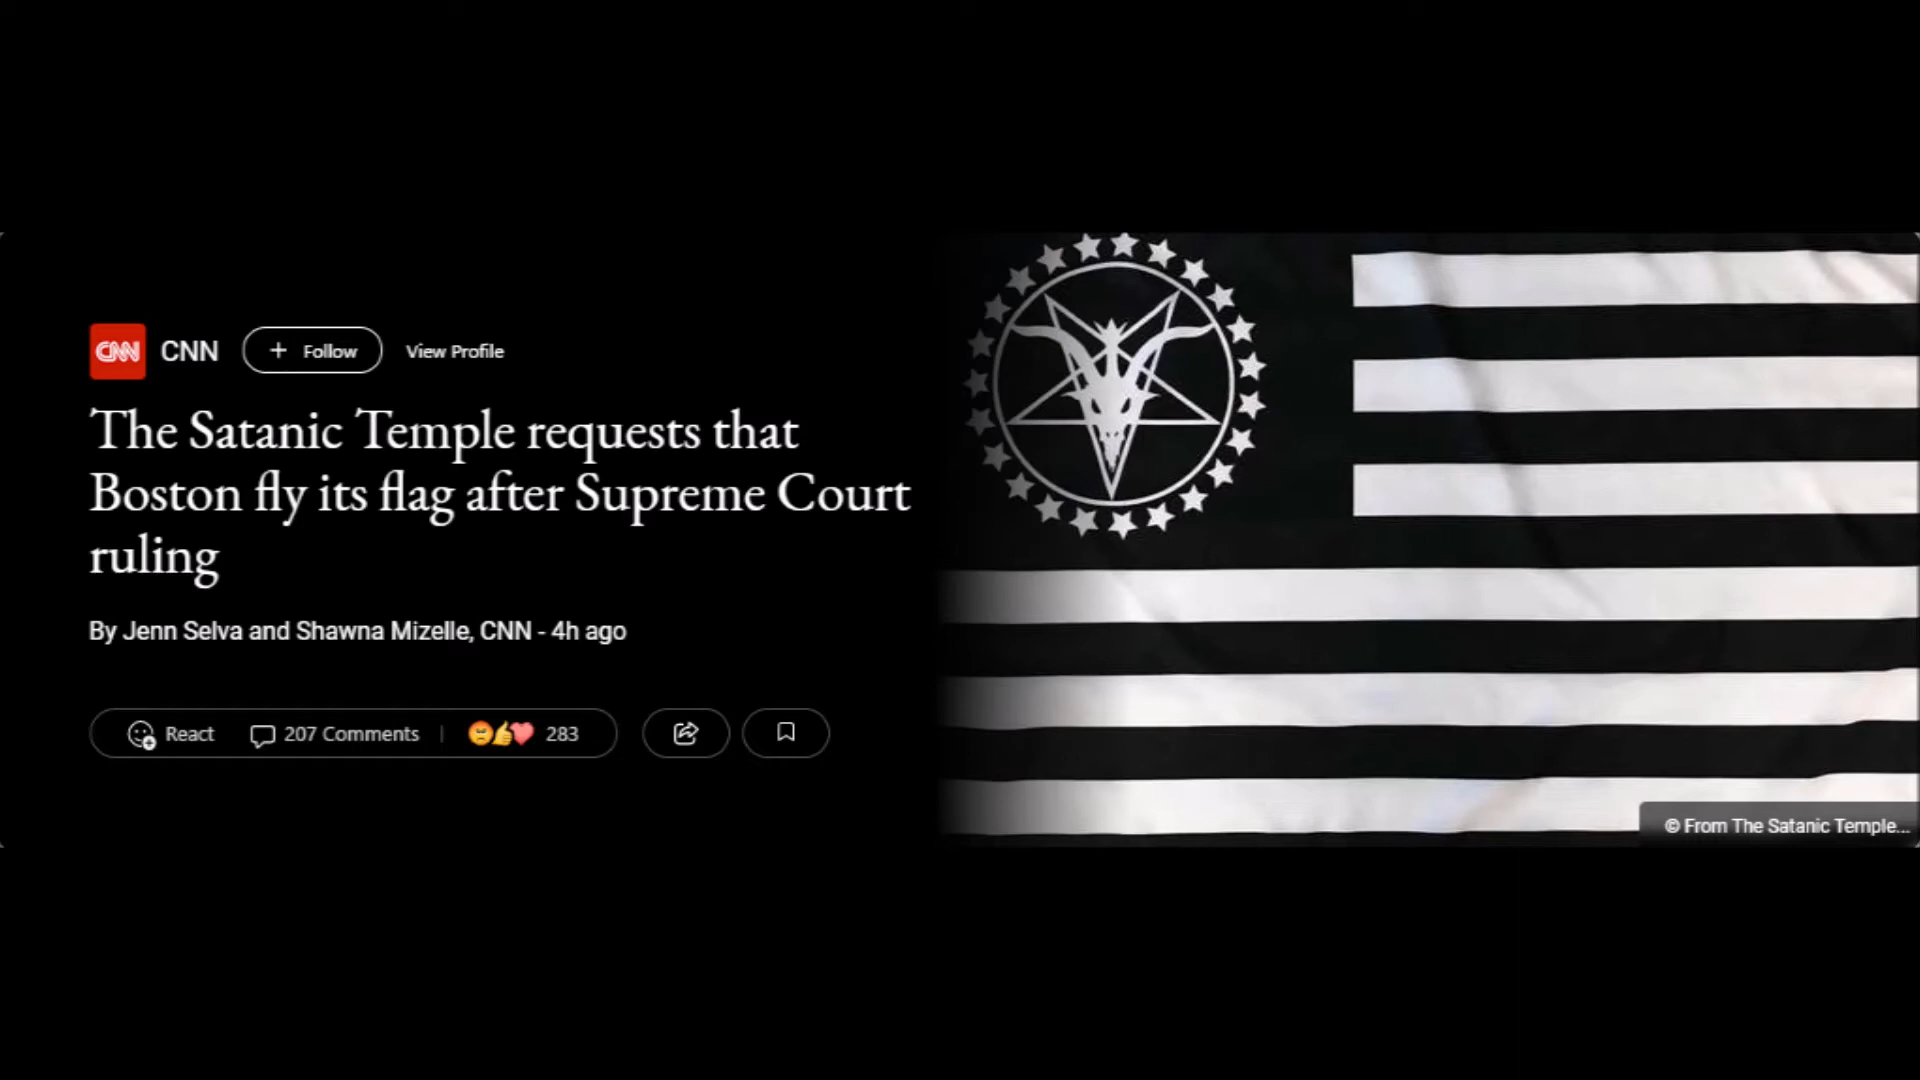 CNN CNN + Follow View Profile
The Satanic Temple requests that
Boston fly its flag after Supreme Court
ruling
By Jenn Selva and Shawna Mizelle, CNN - 4h ago
React 207 Comments | 283
© From The Satanic Temple...